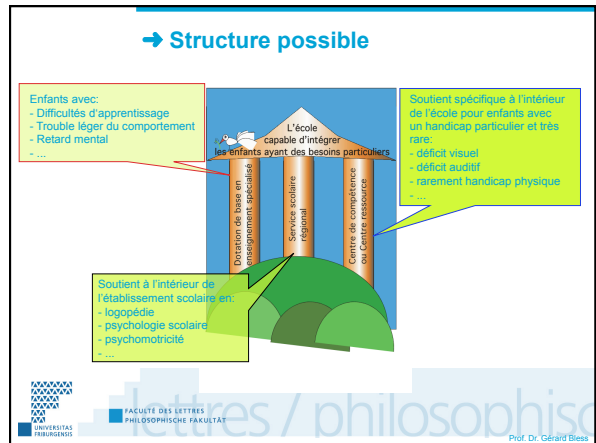 ➔ Structure possible
Enfants avec:
- Difficultés d'apprentissage
- Trouble léger du comportement
- Retard mental
- ...
L'école
capable d'intégrer
les enfants ayant des besoins particuliers
Soutient spécifique à l'intérieur
de l'école pour enfants avec
un handicap particulier et très
rare:
- déficit visuel
- déficit auditif
- rarement handicap physique
- ...
Dotation de base en
enseignement spécialisé
Service scolaire
régional
Centre de compétence
ou Centre ressource
Soutient à l'intérieur de
l'établissement scolaire en:
- logopédie
- psychologie scolaire
- psychomotricité
- ...
UNIVERSITAS
FRIBURGENSIS
FACULTÉ DES LETTRES
PHILOSOPHISCHE FAKULTÄT
lettres / philosophisc
Prof. Dr. Gérard Bless